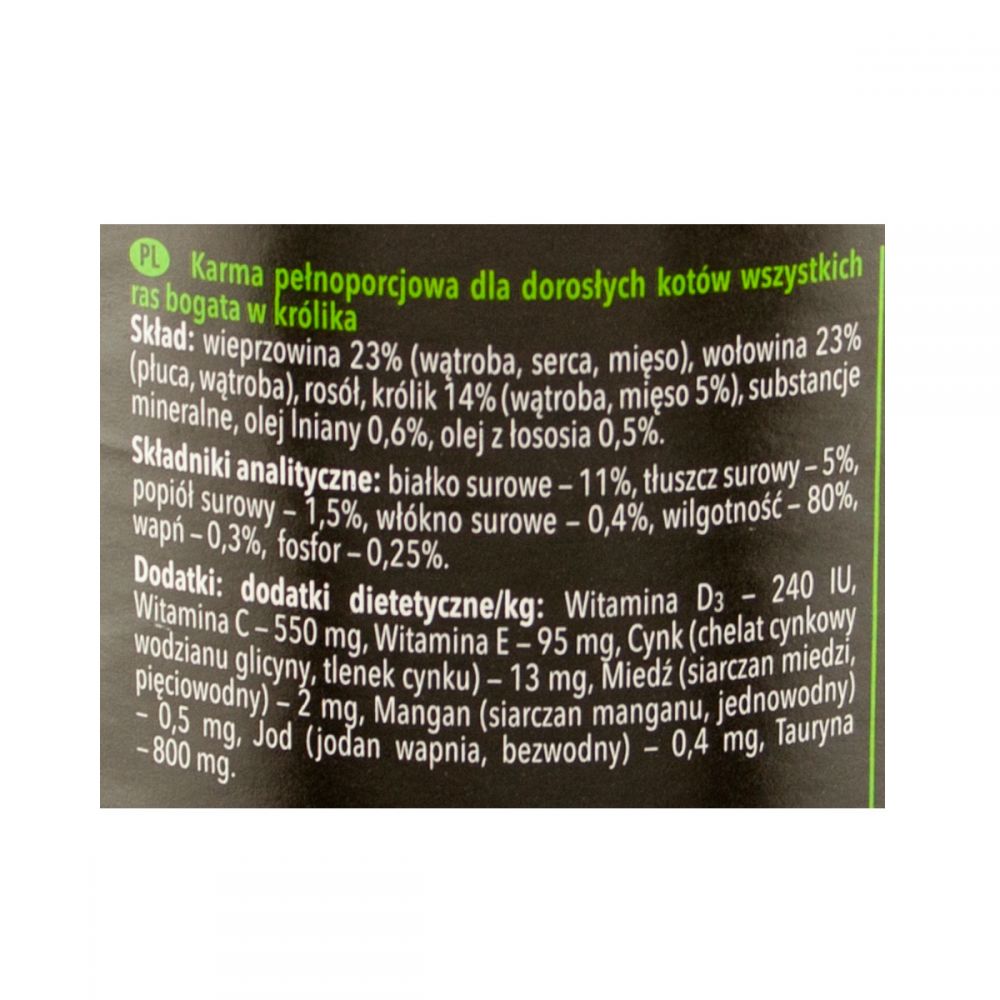 PL Karma pełnoporcjowa dla dorosłych kotów wszystkich
ras bogata w królika
Skład: wieprzowina 23% (wątroba, serca, mięso), wołowina 23%
(płuca, wątroba), rosół, królik 14% (wątroba, mięso 5%), substancje
mineralne, olej lniany 0,6%, olej z łososia 0,5%.
Składniki analityczne: białko surowe – 11%, tłuszcz surowy – 5%,
popiół surowy – 1,5%, włókno surowe – 0,4%, wilgotność – 80%,
wapń – 0,3%, fosfor – 0,25%.
Dodatki: dodatki dietetyczne/kg: Witamina D3 – 240 IU,
Witamina C – 550 mg, Witamina E – 95 mg, Cynk (chelat cynkowy
wodzianu glicyny, tlenek cynku) – 13 mg, Miedź (siarczan miedzi,
pięciowodny) – 2 mg, Mangan (siarczan manganu, jednowodny)
– 0,5 mg, Jod (jodan wapnia, bezwodny) – 0,4 mg, Tauryna
– 800 mg.